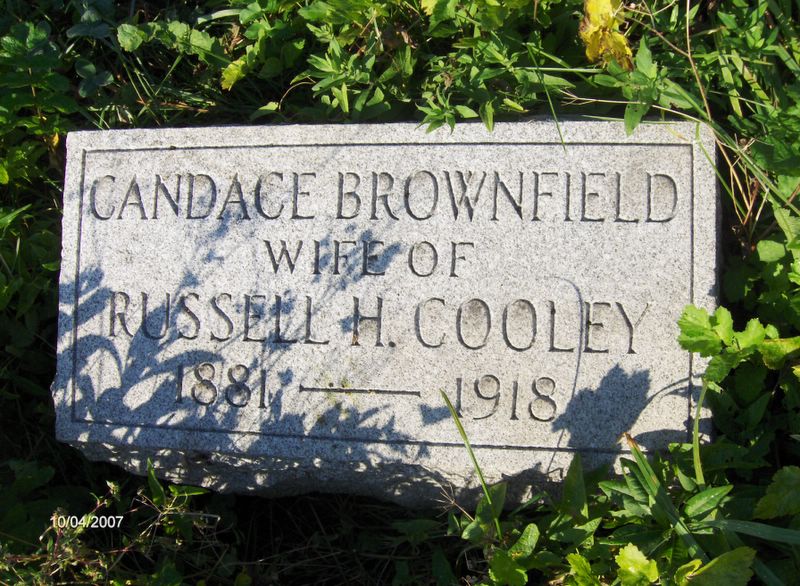 CANDACE BROWNFIELD
WIFE OF
RUSSELL H. COOLEY
1881 — 1918
10/04/2007